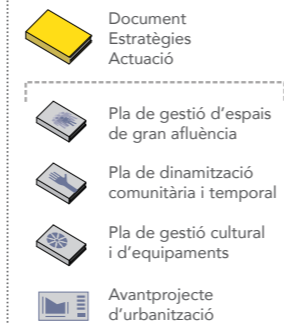 Document
Estratègies
Actuació
Pla de gestió d’espais
de gran afluència
Pla de dinamització
comunitària i temporal
Pla de gestió cultural
i d’equipaments
Avantprojecte
d’urbanització